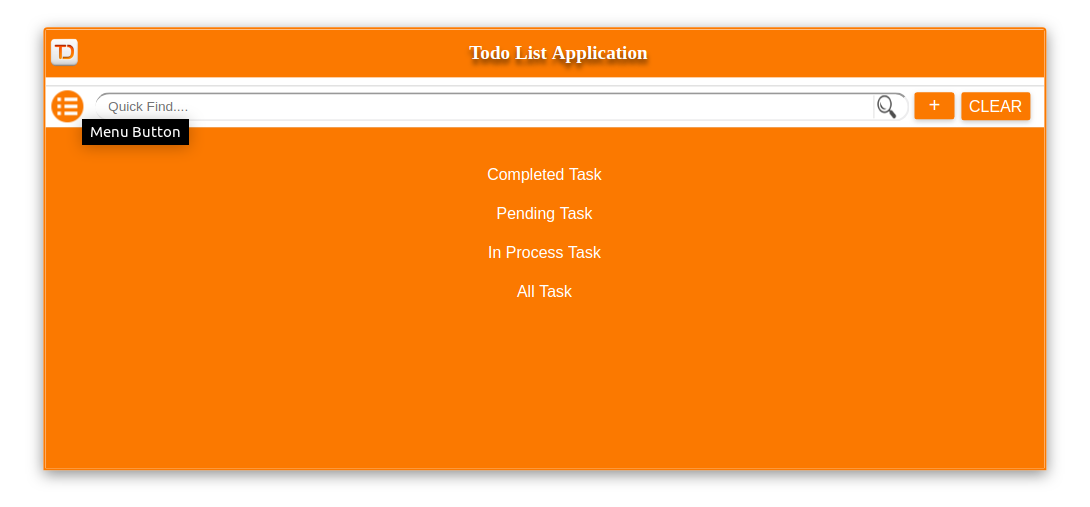 TD
Todo List Application
Quick Find....
+
CLEAR
Menu Button
Completed Task
Pending Task
In Process Task
All Task